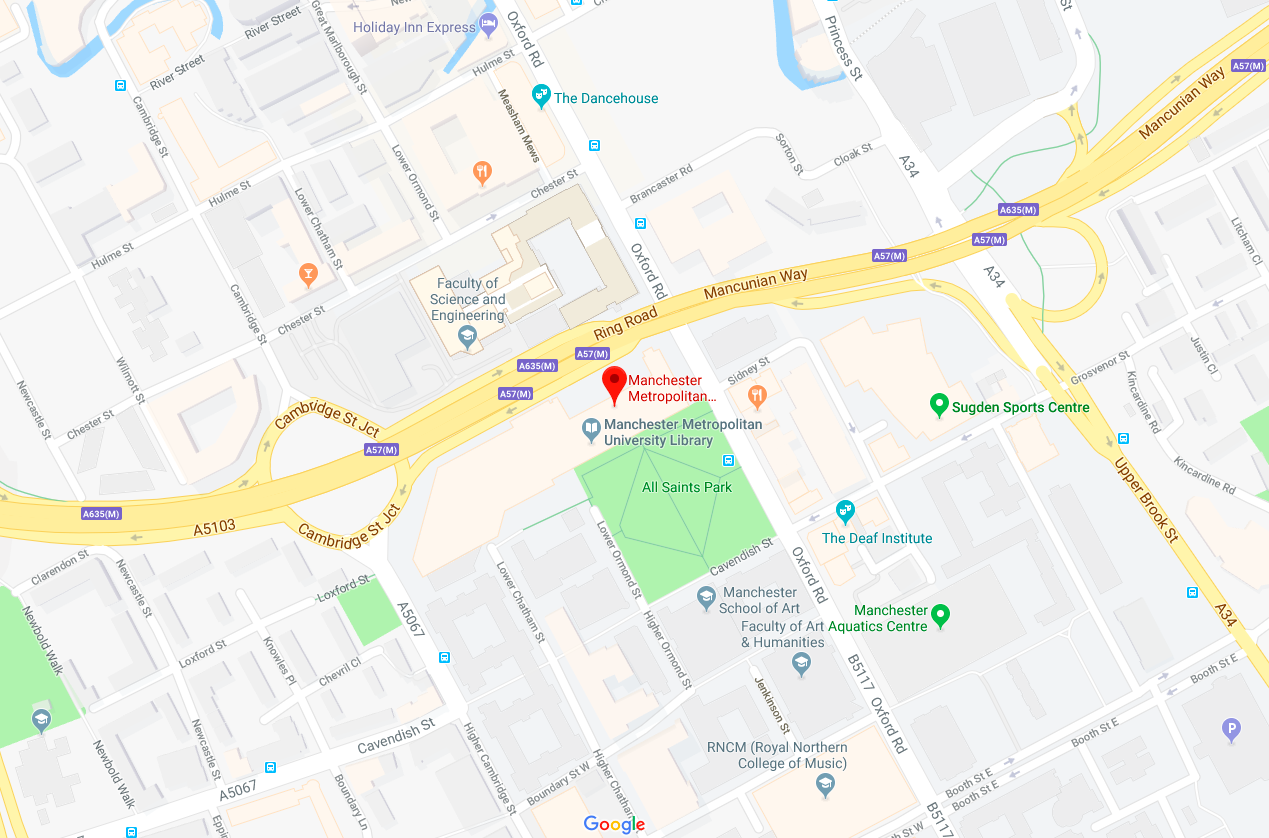 River Street
Great Marlborough St
Holiday Inn Express
Oxford Rd
Princess St
River Street
Hulme St
A57(M)
The Dancehouse
Measham Mews
Mancunian Way
Cambridge St
Lower Ormond St
Sorton St
Cloak St
A34
Brancaster Rd
Chester St
Hulme St
Lower Chatham St
A635(M)
Litcham Cl
Hulme St
Oxford Rd
A57(M)
A57(M)
A34
Mancunian Way
Faculty of
Science and
Engineering
Cambridge St
Chester St
Ring Road
A57(M)
A635(M)
A57(M)
Wilmott St
Sidney St
Grosvenor St
Justin Cl
Kincardine Rd
Manchester
Metropolitan...
Sugden Sports Centre
Chester St
Cambridge St Jct
Manchester Metropolitan
University Library
A57(M)
Newcastle St
All Saints Park
Kincardine Rd
Upper Brook St
A635(M)
A5103
Cambridge St Jct
The Deaf Institute
Lower Ormond St
Cavendish St
Oxford Rd
Clarendon St
Newcastle St
Loxford St
Lower Chatham St
A5067
Manchester
School of Art
Manchester
Aquatics Centre
Faculty of Art
& Humanities
A34
Newbold Walk
Loxford St
Knowles Pl
Chevril Cl
Higher Ormond St
B5117
Oxford Rd
Jenkinson St
Booth St E
Newcastle St
Cavendish St
Booth St E
Newbold Walk
Higher Cambridge St
Higher Chatham
RNCM (Royal Northern
College of Music)
Boundary St W
Booth St E
Booth St E
A5067
Boundary Ln
B5117
Google